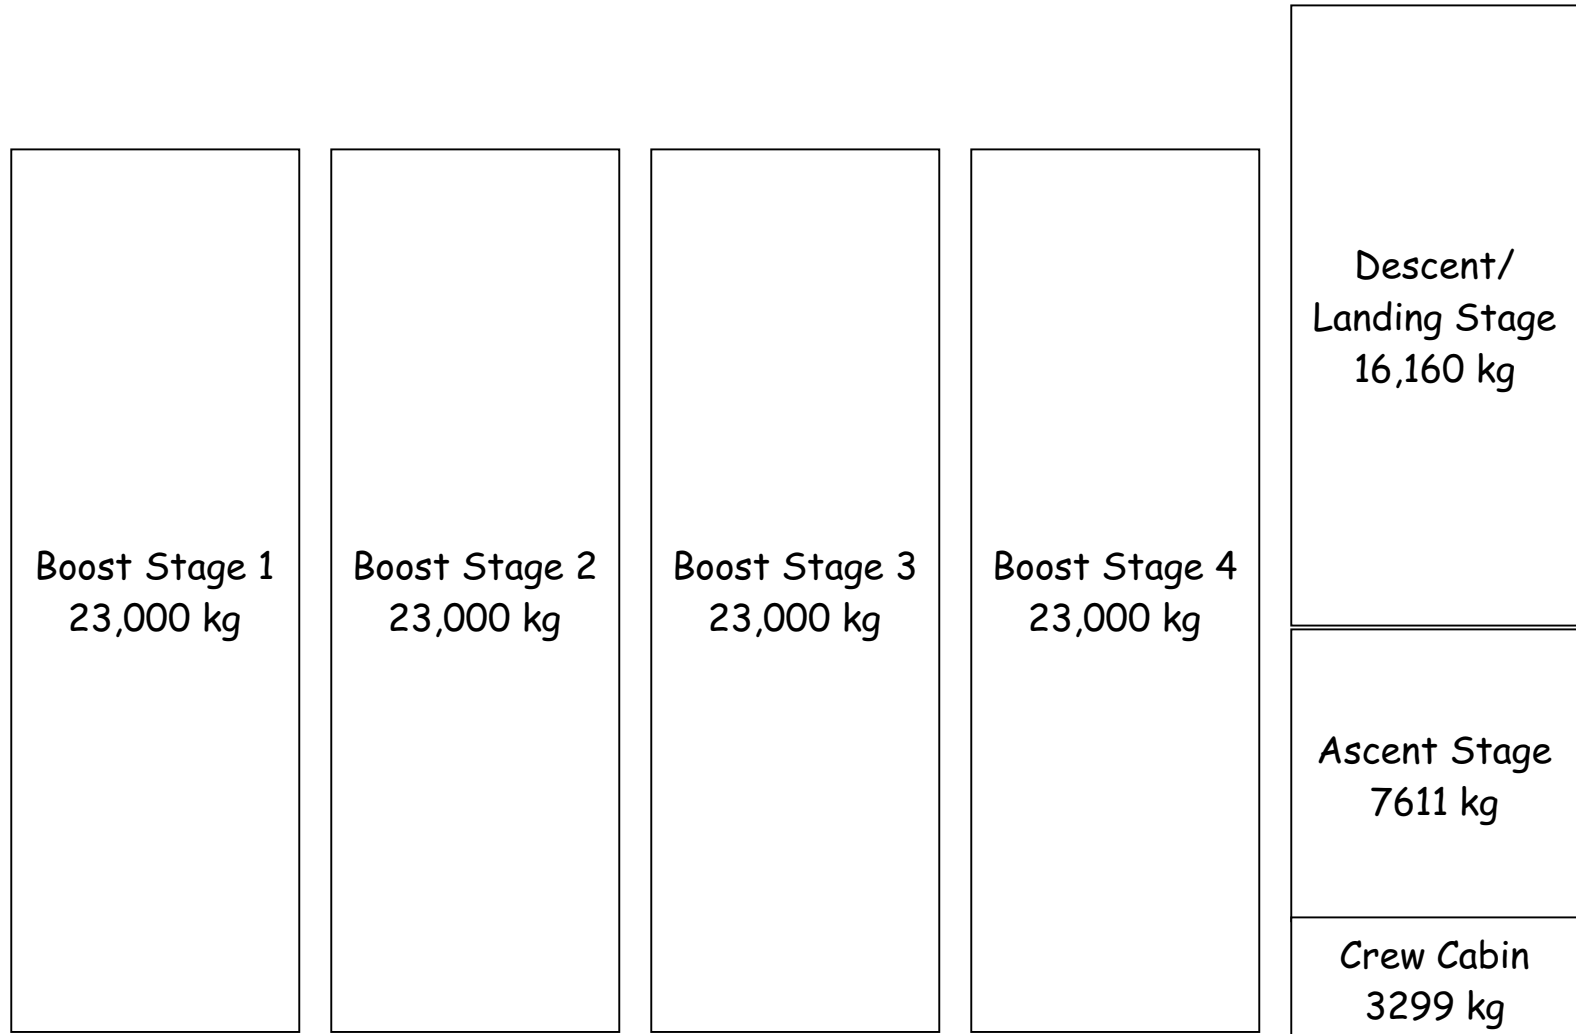 Boost Stage 1
23,000 kg
Boost Stage 2
23,000 kg
Boost Stage 3
23,000 kg
Boost Stage 4
23,000 kg
Descent/
Landing Stage
16,160 kg
Ascent Stage
7611 kg
Crew Cabin
3299 kg